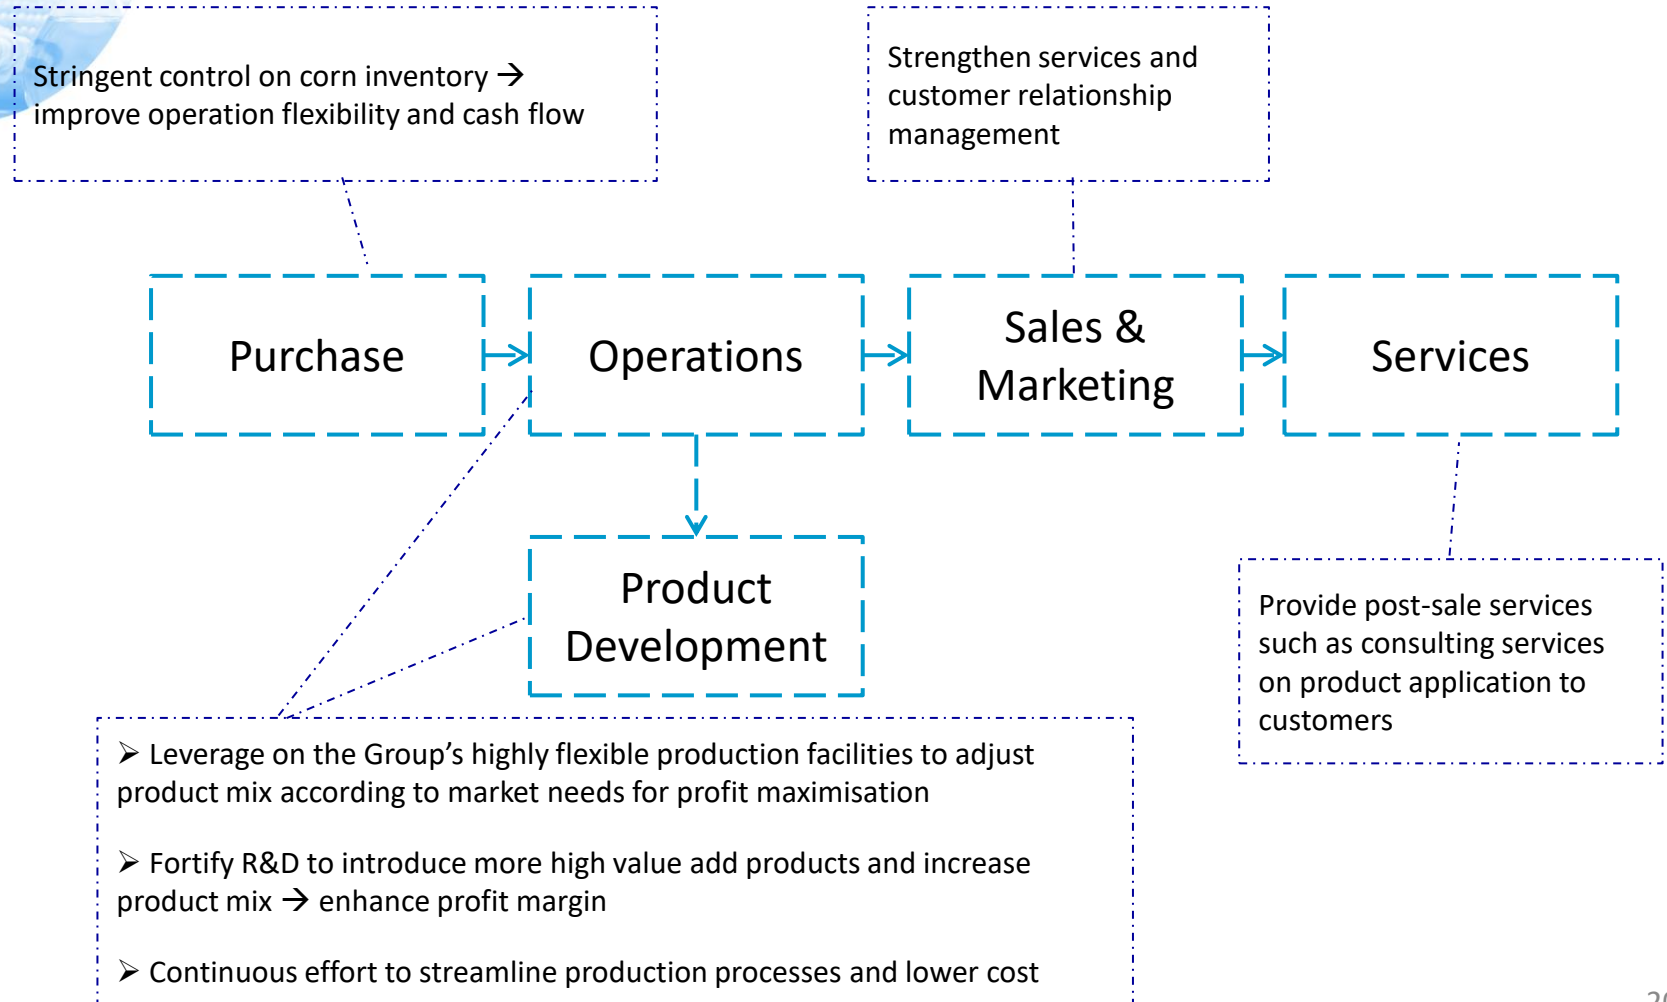 Stringent control on corn inventory →
improve operation flexibility and cash flow
Strengthen services and
customer relationship
management
Purchase
Operations
Sales &
Marketing
Services
Product
Development
Provide post-sale services
such as consulting services
on product application to
customers
➢ Leverage on the Group’s highly flexible production facilities to adjust
product mix according to market needs for profit maximisation
➢ Fortify R&D to introduce more high value add products and increase
product mix → enhance profit margin
➢ Continuous effort to streamline production processes and lower cost